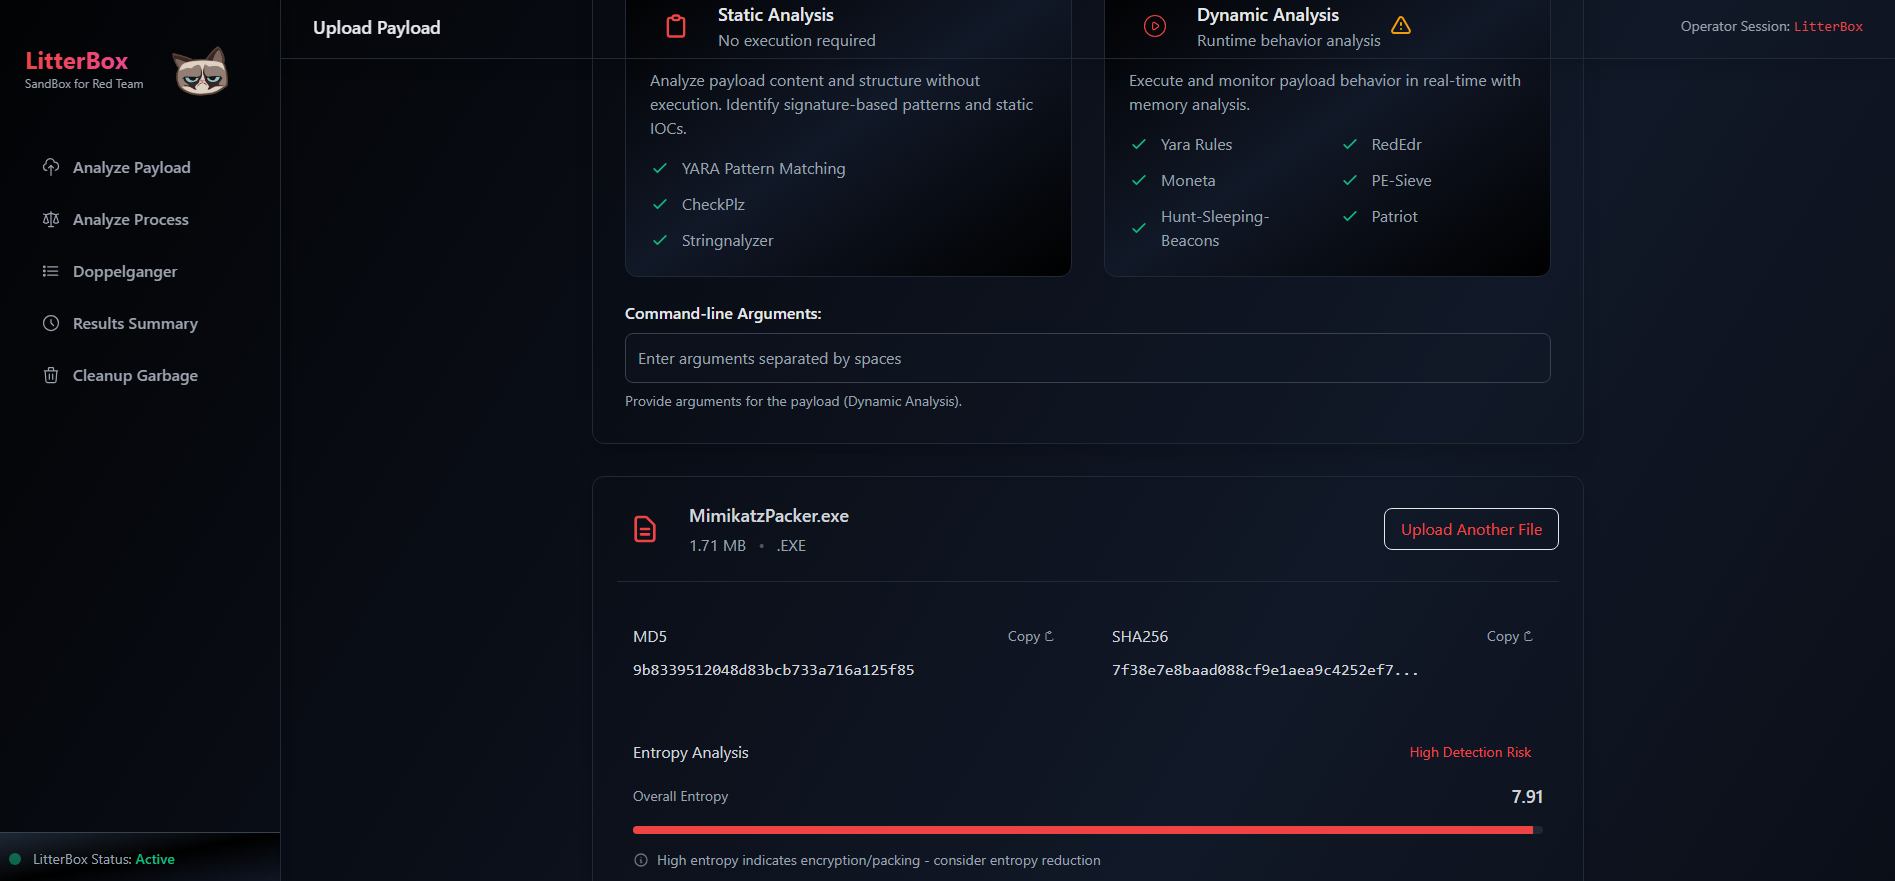 LitterBox
SandBox for Red Team
Analyze Payload
Analyze Process
Doppelganger
Results Summary
Cleanup Garbage
LitterBox Status: Active
Upload Payload
Operator Session: LitterBox
Static Analysis
No execution required
Analyze payload content and structure without
execution. Identify signature-based patterns and static
IOCs.
YARA Pattern Matching
CheckPlz
Stringnalyzer
Dynamic Analysis
Runtime behavior analysis
Execute and monitor payload behavior in real-time with
memory analysis.
Yara Rules
RedEdr
Moneta
PE-Sieve
Hunt-Sleeping-
Beacons
Patriot
Command-line Arguments:
Enter arguments separated by spaces
Provide arguments for the payload (Dynamic Analysis).
MimikatzPacker.exe
1.71 MB • .EXE
Upload Another File
MD5
Copy
9b8339512048d83bcb733a716a125f85
SHA256
Copy
7f38e7e8baad088cf9e1aea9c4252ef7...
Entropy Analysis
High Detection Risk
Overall Entropy
7.91
High entropy indicates encryption/packing - consider entropy reduction